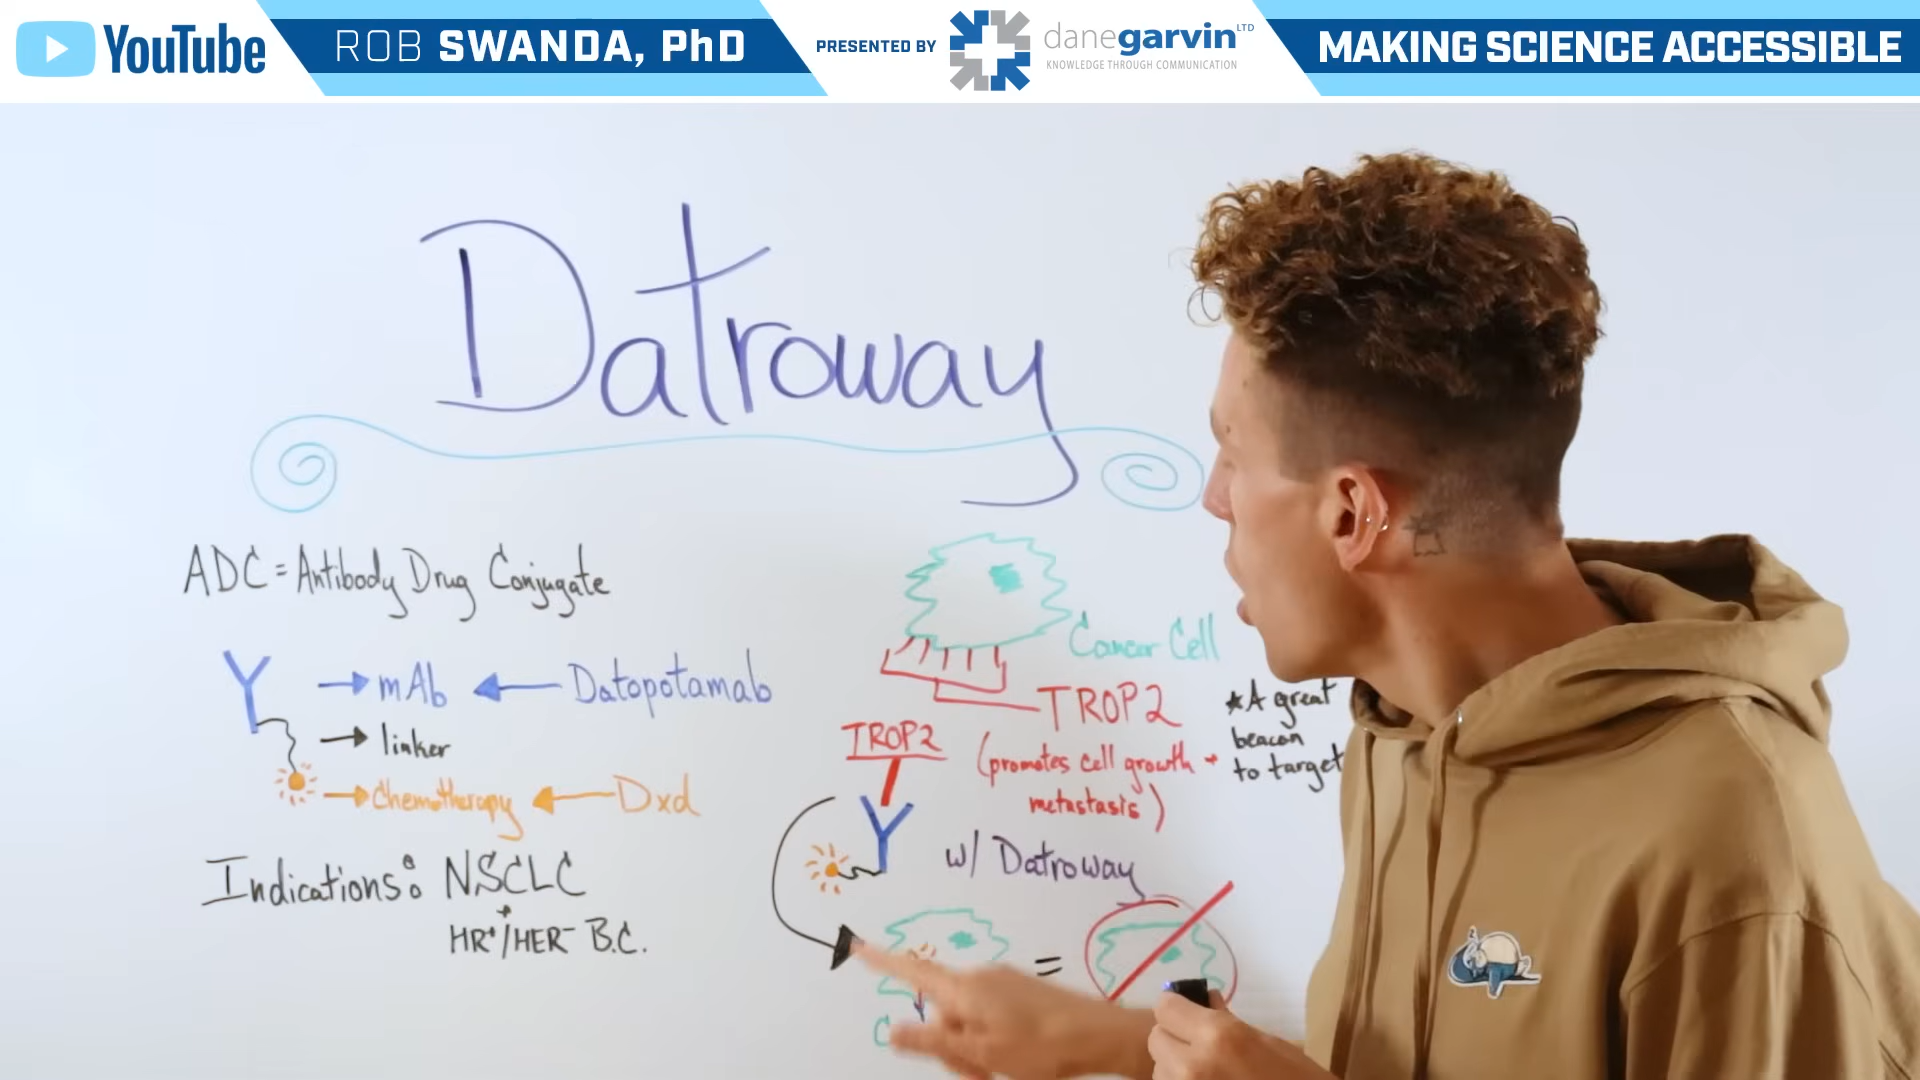 YouTube
ROB SWANDA, PhD
PRESENTED BY
danegarvin LTD
KNOWLEDGE THROUGH COMMUNICATION
MAKING SCIENCE ACCESSIBLE
Datroway
ADC = Antibody Drug Conjugate
mAb
Datopotamab
linker
chemotherapy
Dxd
Indications: NSCLC
+
HR+/HER- B.C.
Cancer Cell
TROP2
(promotes cell growth +
metastasis)
*A great
beacon
to target
TROP2
w/ Datroway
=